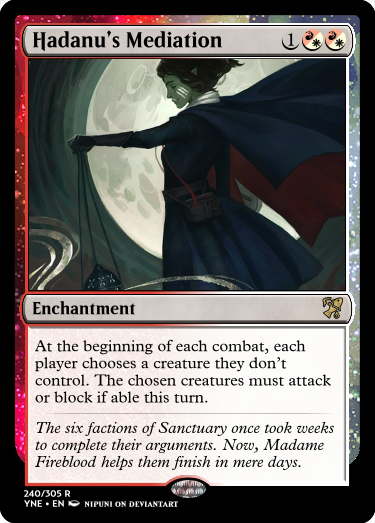 Hadanu's Mediation 1
Enchantment
At the beginning of each combat, each
player chooses a creature they don't
control. The chosen creatures must attack
or block if able this turn.
The six factions of Sanctuary once took weeks
to complete their arguments. Now, Madame
Fireblood helps them finish in mere days.
240/305 R
YNE • EN NIPUNI ON DEVIANTART